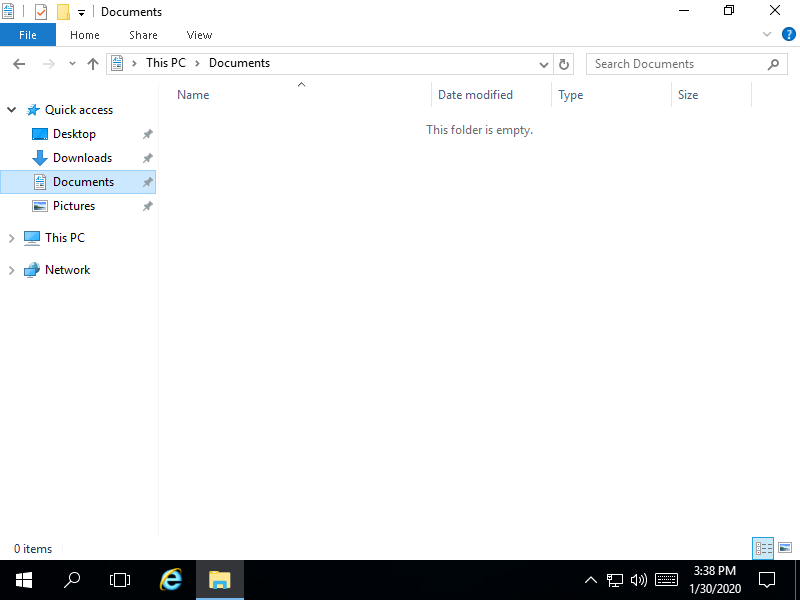 Documents
File Home Share View
This PC Documents Search Documents
Name Date modified Type Size
This folder is empty.
Quick access
Desktop
Downloads
Documents
Pictures
This PC
Network
0 items
3:38 PM
1/30/2020